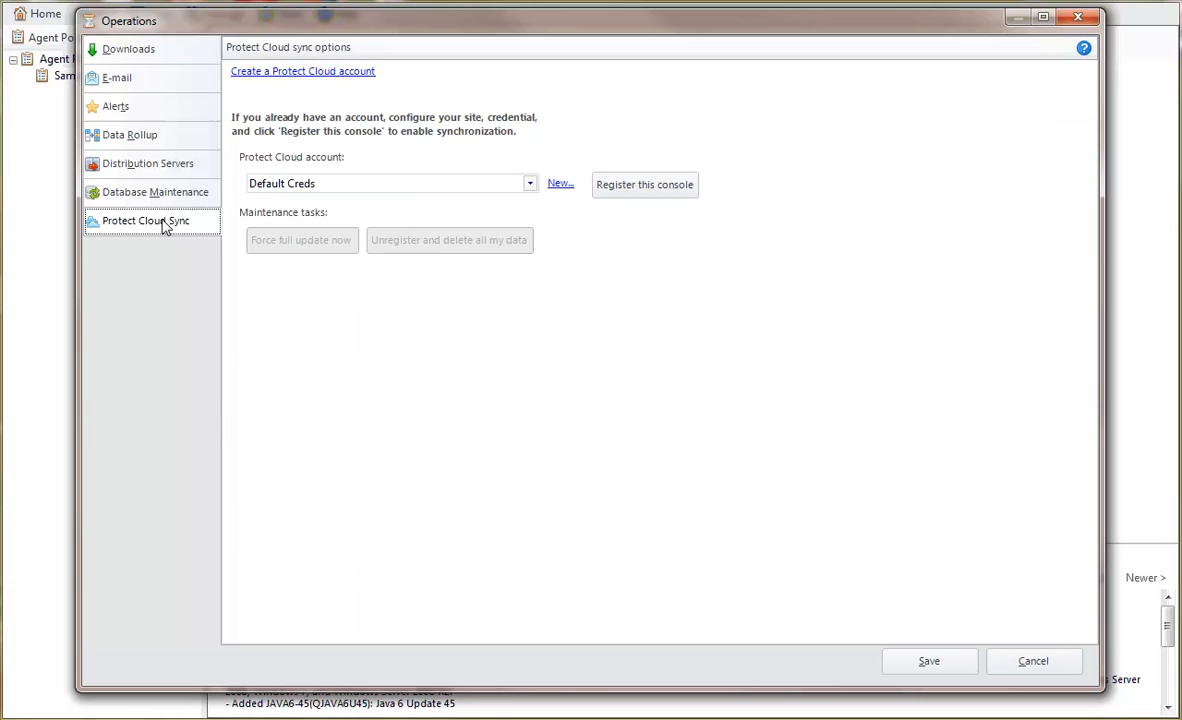 Home
Operations
Agent Po
Agent P
Sam
Downloads
E-mail
Alerts
Data Rollup
Distribution Servers
Database Maintenance
Protect Cloud Sync
Protect Cloud sync options
Create a Protect Cloud account
If you already have an account, configure your site, credential,
and click 'Register this console' to enable synchronization.
Protect Cloud account:
Default Creds
New...
Register this console
Maintenance tasks:
Force full update now
Unregister and delete all my data
Newer >
Save
Cancel
s Server
- Added JAVA6-45(QJAVA6U45): Java 6 Update 45